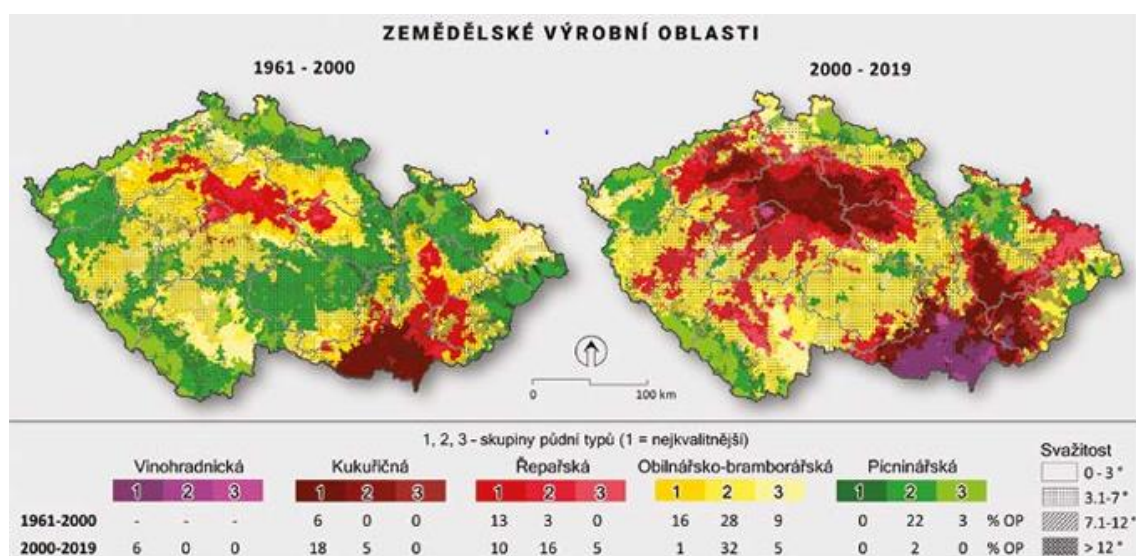 ZEMĚDĚLSKÉ VÝROBNÍ OBLASTI
1961 - 2000 2000 - 2019
0 100 km
1, 2, 3 - skupiny půdní typů (1 = nejkvalitnější)
Vinohradnická Kukuřičná Řepařská Obilnářsko-bramborářská Pícninářská Svažitost
1 2 3 1 2 3 1 2 3 1 2 3 1 2 3 0 - 3 °
3.1-7 °
1961-2000 - - - 6 0 0 13 3 0 16 28 9 0 22 3 % OP 7.1-12 °
2000-2019 6 0 0 18 5 0 10 16 5 1 32 5 0 2 0 % OP > 12 °